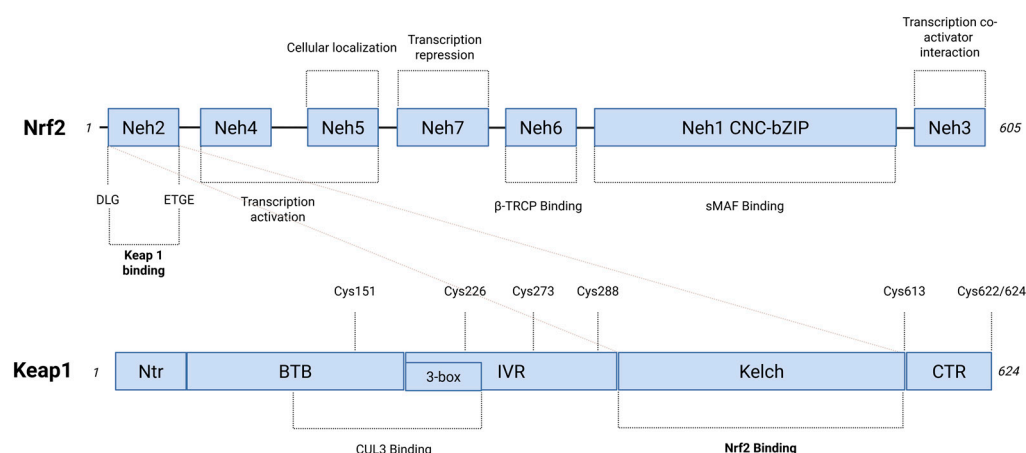 Transcription co-
activator
interaction
Cellular localization
Transcription
repression
Nrf2
1
Neh2
Neh4
Neh5
Neh7
Neh6
Neh1 CNC-bZIP
Neh3
605
DLG
ETGE
Transcription
activation
β-TRCP Binding
sMAF Binding
Keap 1
binding
Cys151
Cys226
Cys273
Cys288
Cys613
Cys622/624
Keap1
1
Ntr
BTB
3-box
IVR
Kelch
CTR
624
CUL3 Binding
Nrf2 Binding